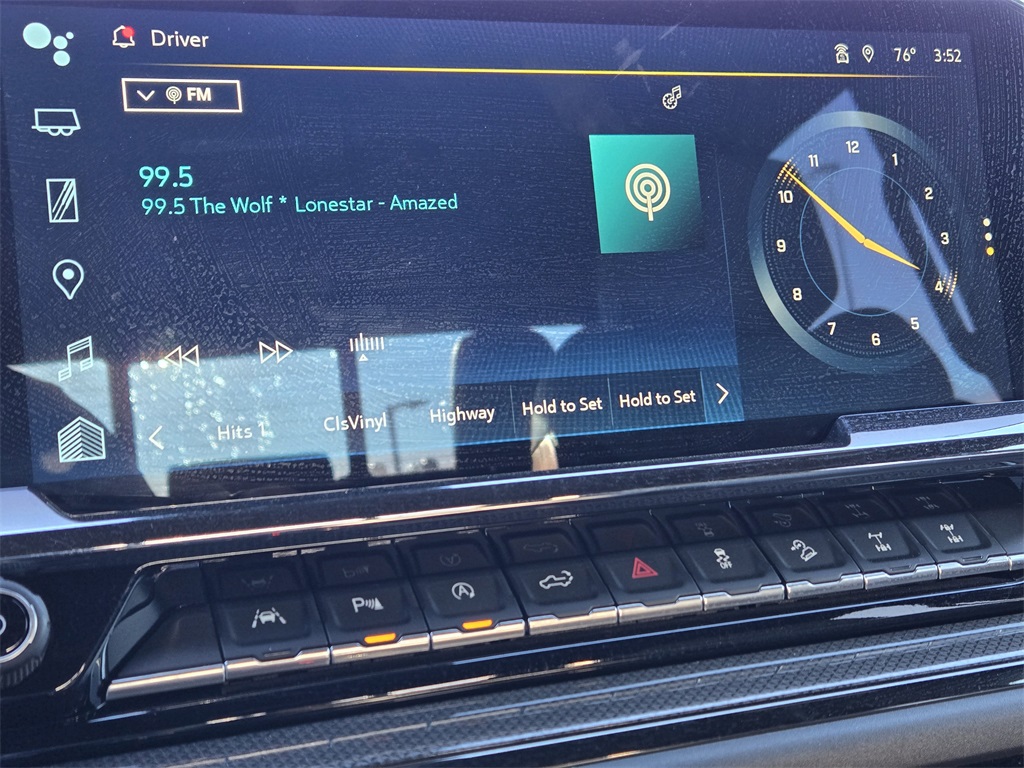 Driver
76° 3:52
FM
99.5
99.5 The Wolf * Lonestar - Amazed
12
1
2
3
4
5
6
7
8
9
10
11
Hits 1
ClsVinyl
Highway
Hold to Set
Hold to Set
P
A
OFF